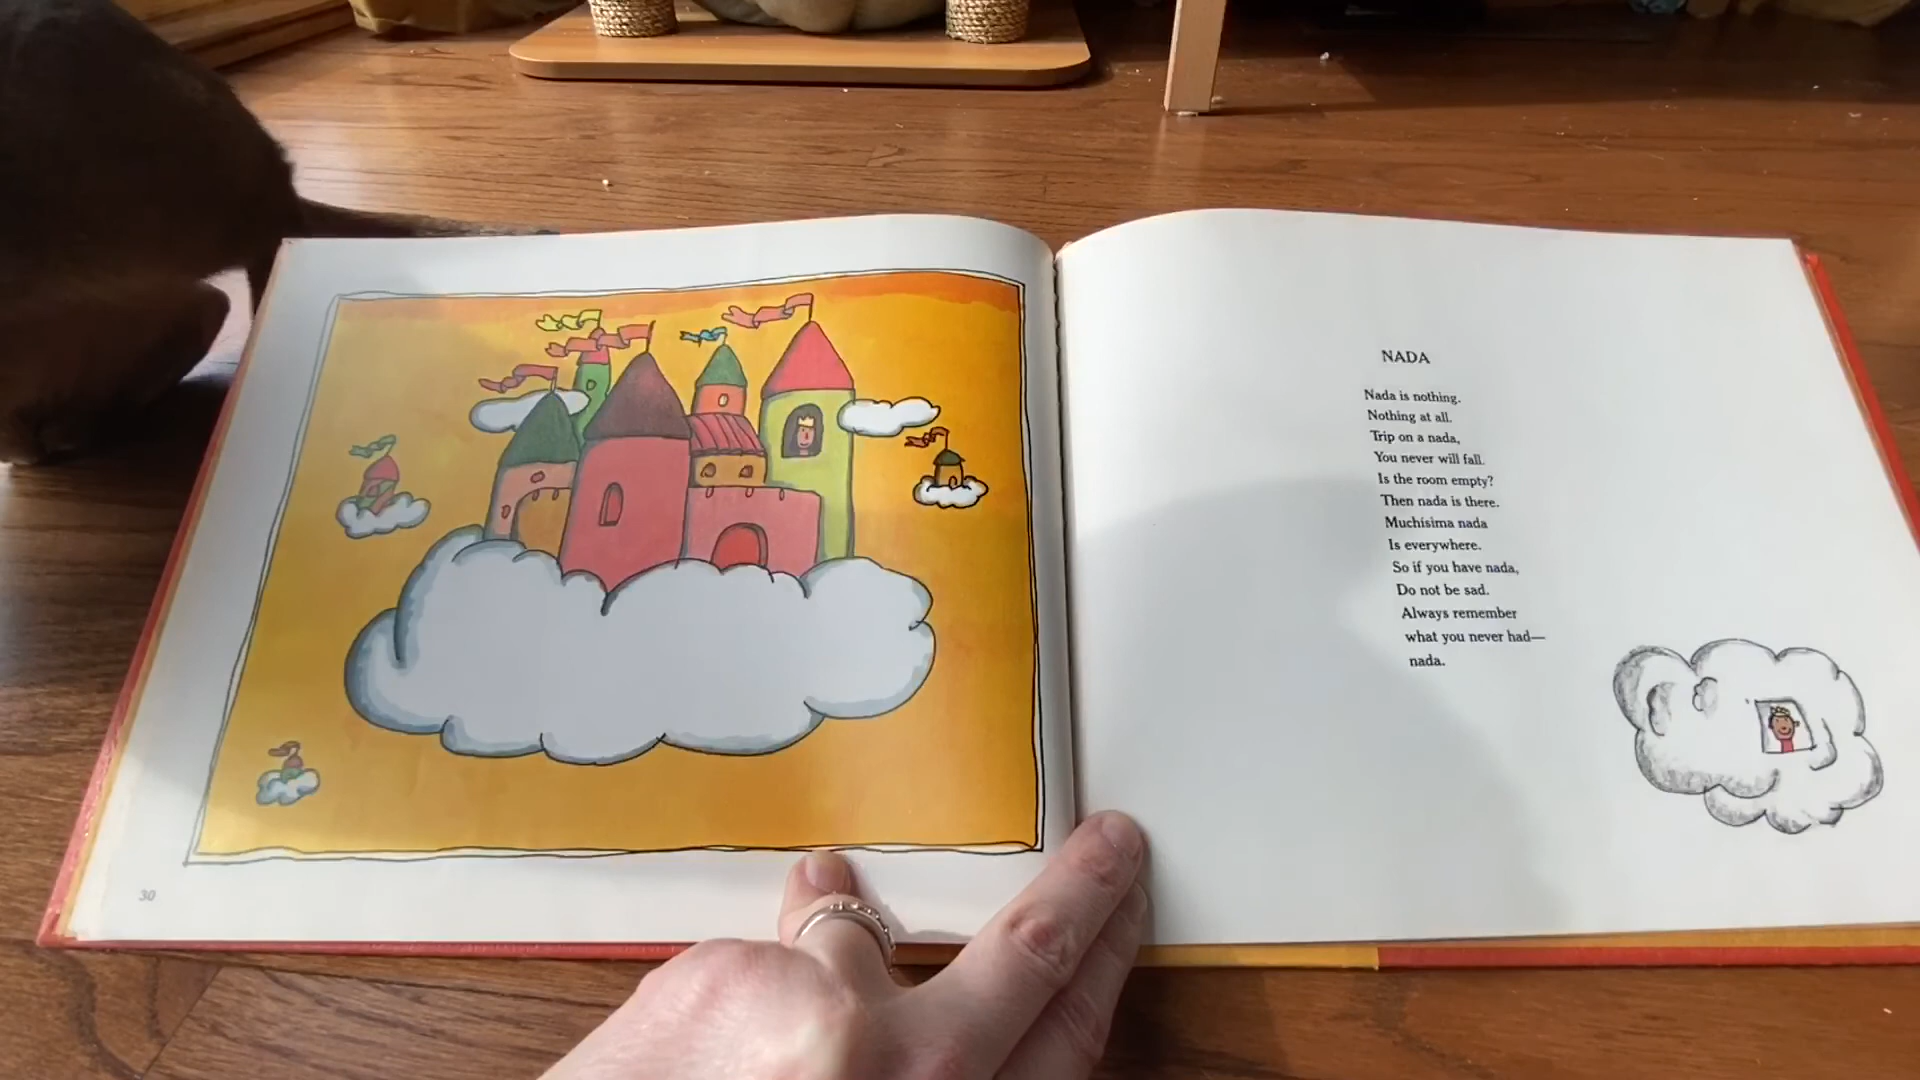 30
NADA
Nada is nothing.
Nothing at all.
Trip on a nada,
You never will fall.
Is the room empty?
Then nada is there.
Muchísima nada
Is everywhere.
So if you have nada,
Do not be sad.
Always remember
what you never had—
nada.